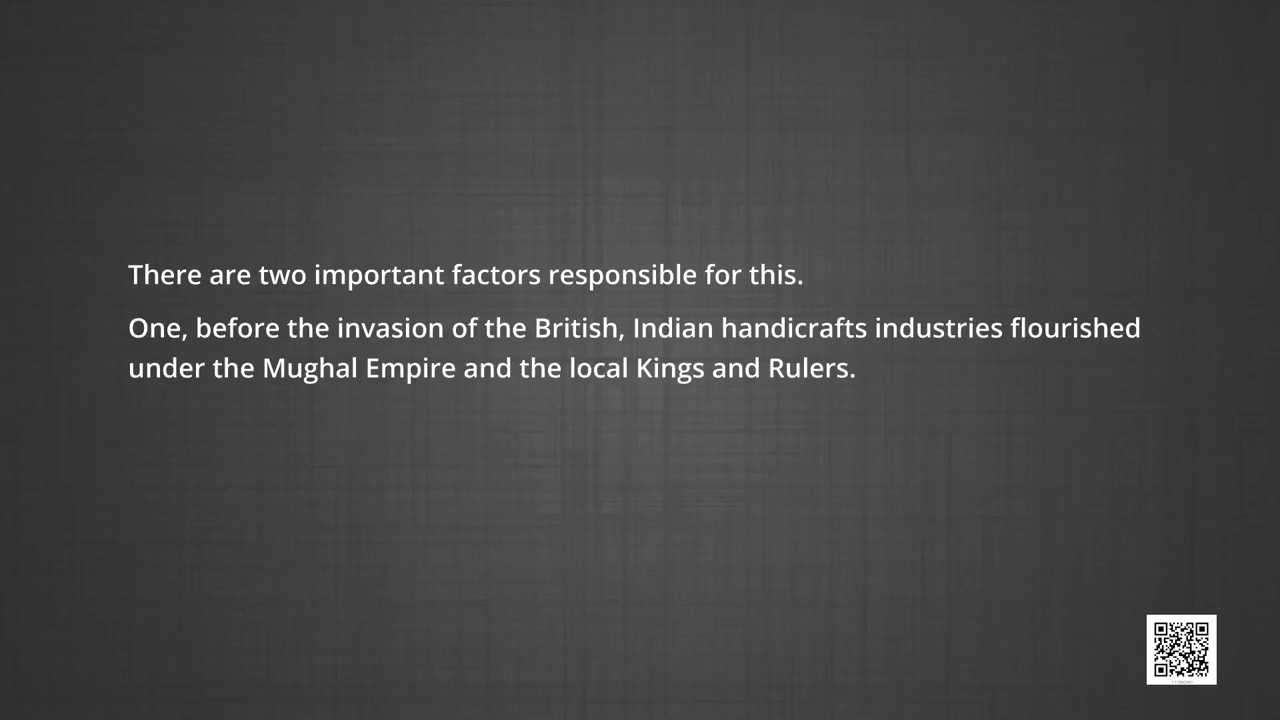 There are two important factors responsible for this.
One, before the invasion of the British, Indian handicrafts industries flourished
under the Mughal Empire and the local Kings and Rulers.